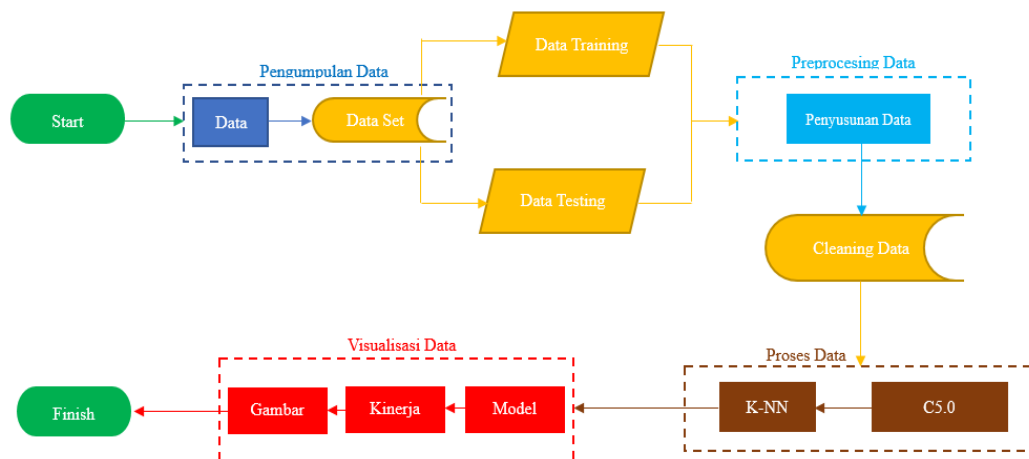 Start
Pengumpulan Data
Data
Data Set
Data Training
Data Testing
Preprocesing Data
Penyusunan Data
Cleaning Data
Proses Data
C5.0
K-NN
Visualisasi Data
Model
Kinerja
Gambar
Finish